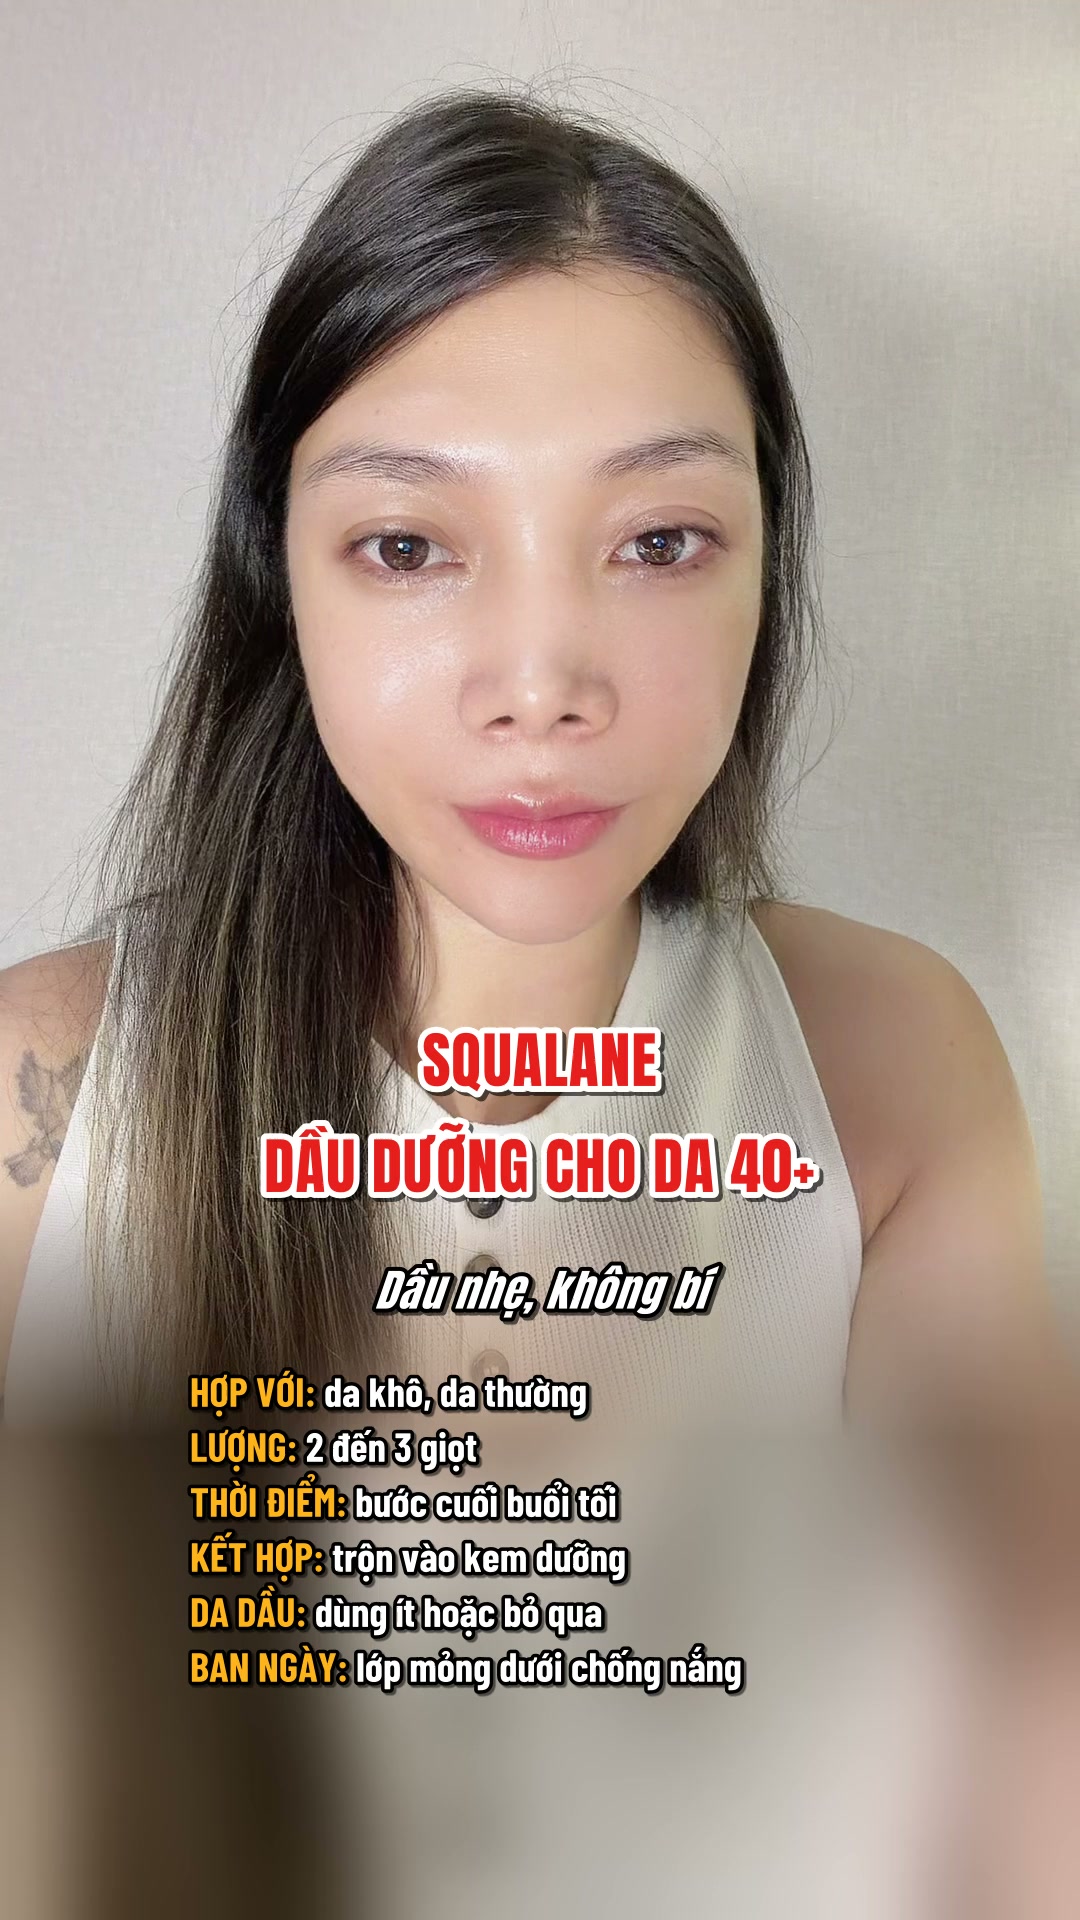 SQUALANE
DẦU DƯỠNG CHO DA 40+
Dầu nhẹ, không bí
HỢP VỚI: da khô, da thường
LƯỢNG: 2 đến 3 giọt
THỜI ĐIỂM: bước cuối buổi tối
KẾT HỢP: trộn vào kem dưỡng
DA DẦU: dùng ít hoặc bỏ qua
BAN NGÀY: lớp mỏng dưới chống nắng